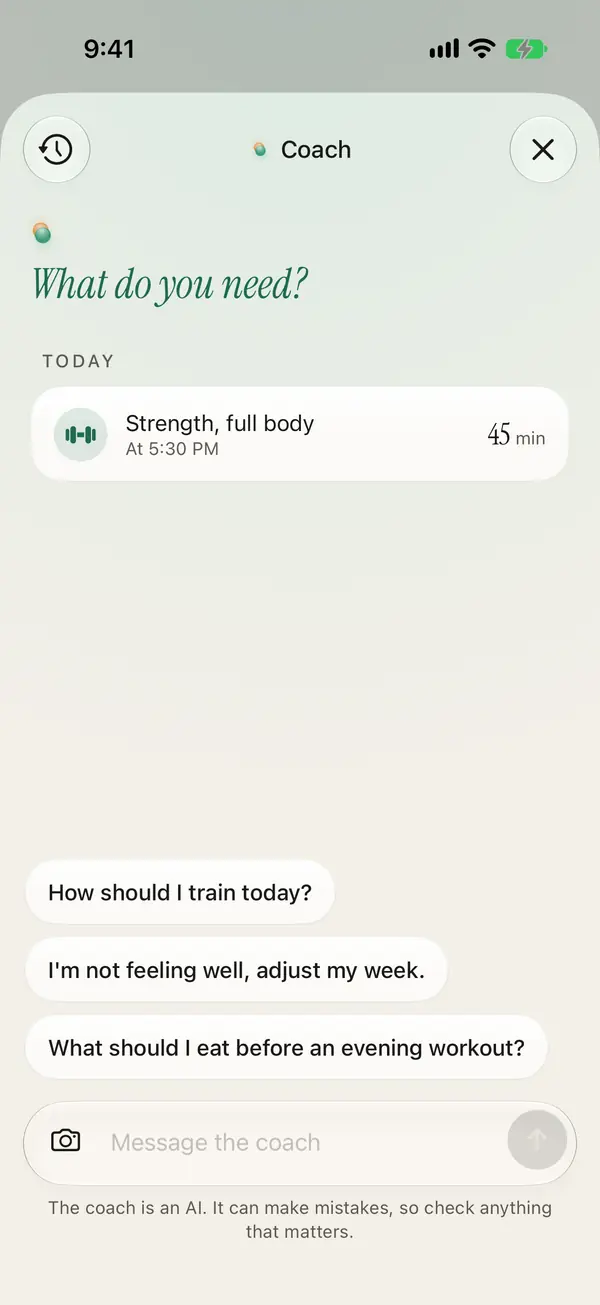 9:41
Coach
What do you need?
TODAY
Strength, full body
At 5:30 PM
45 min
How should I train today?
I'm not feeling well, adjust my week.
What should I eat before an evening workout?
Message the coach
The coach is an AI. It can make mistakes, so check anything
that matters.